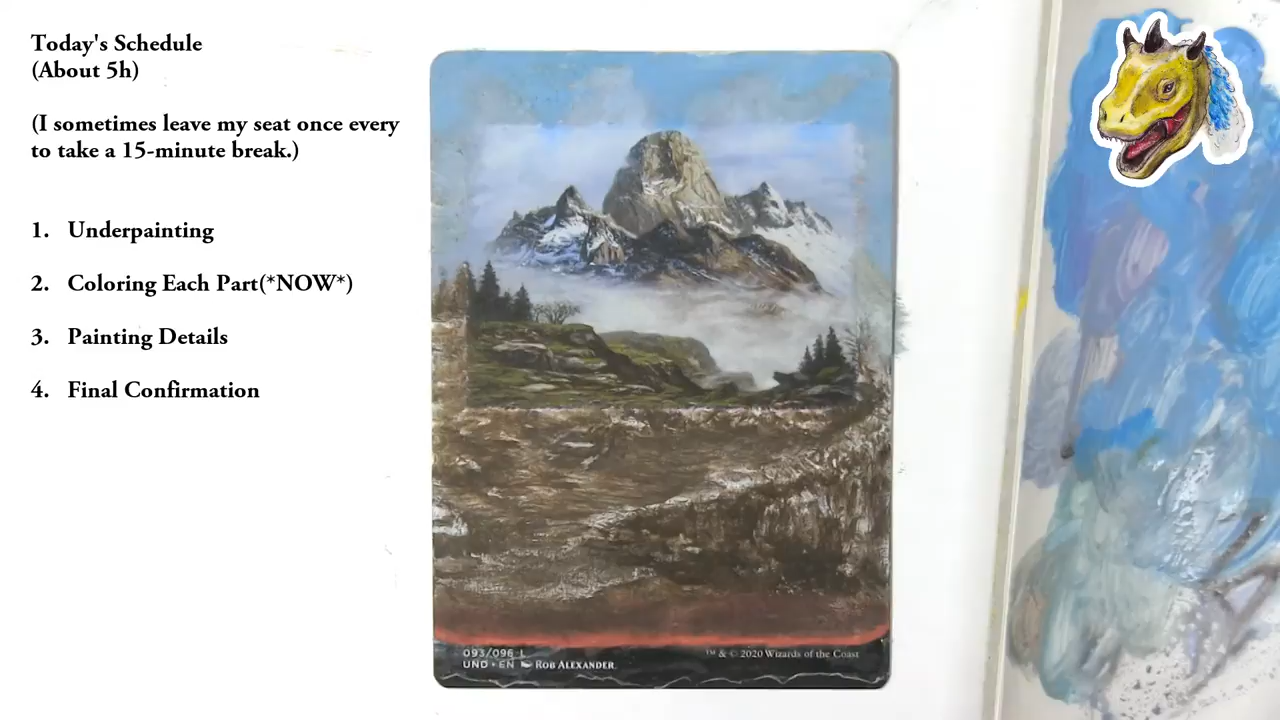 Today's Schedule
(About 5h)
(I sometimes leave my seat once every
to take a 15-minute break.)
1. Underpainting
2. Coloring Each Part(*NOW*)
3. Painting Details
4. Final Confirmation
093/096 L
UND • EN Rob Alexander
™ & © 2020 Wizards of the Coast